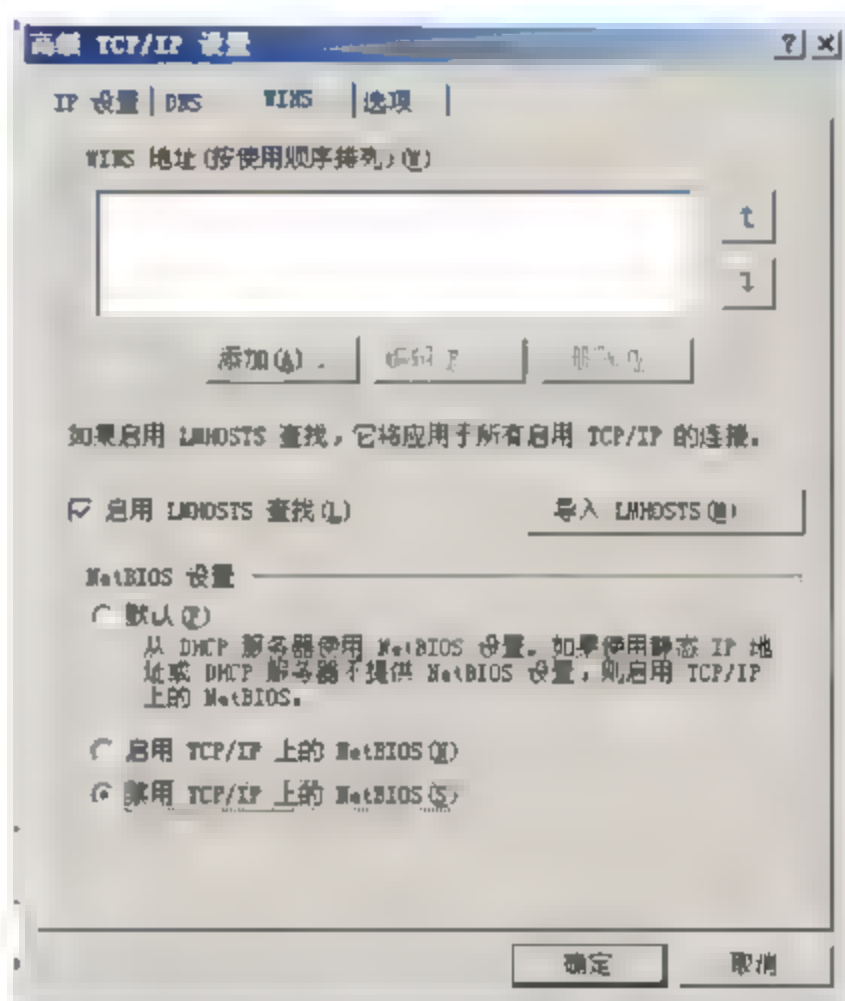 高级 TCP/IP 设置
IP 设置 DNS WINS 选项
WINS 地址(按使用顺序排列)(W)
添加(A)
如果启用 LMHOSTS 查找，它将应用于所有启用 TCP/IP 的连接。
启用 LMHOSTS 查找(L)
导入 LMHOSTS(M)
NetBIOS 设置
默认(F)
从 DHCP 服务器使用 NetBIOS 设置。如果使用静态 IP 地
址或 DHCP 服务器不提供 NetBIOS 设置，则启用 TCP/IP
上的 NetBIOS。
启用 TCP/IP 上的 NetBIOS(N)
禁用 TCP/IP 上的 NetBIOS(S)
确定 取消